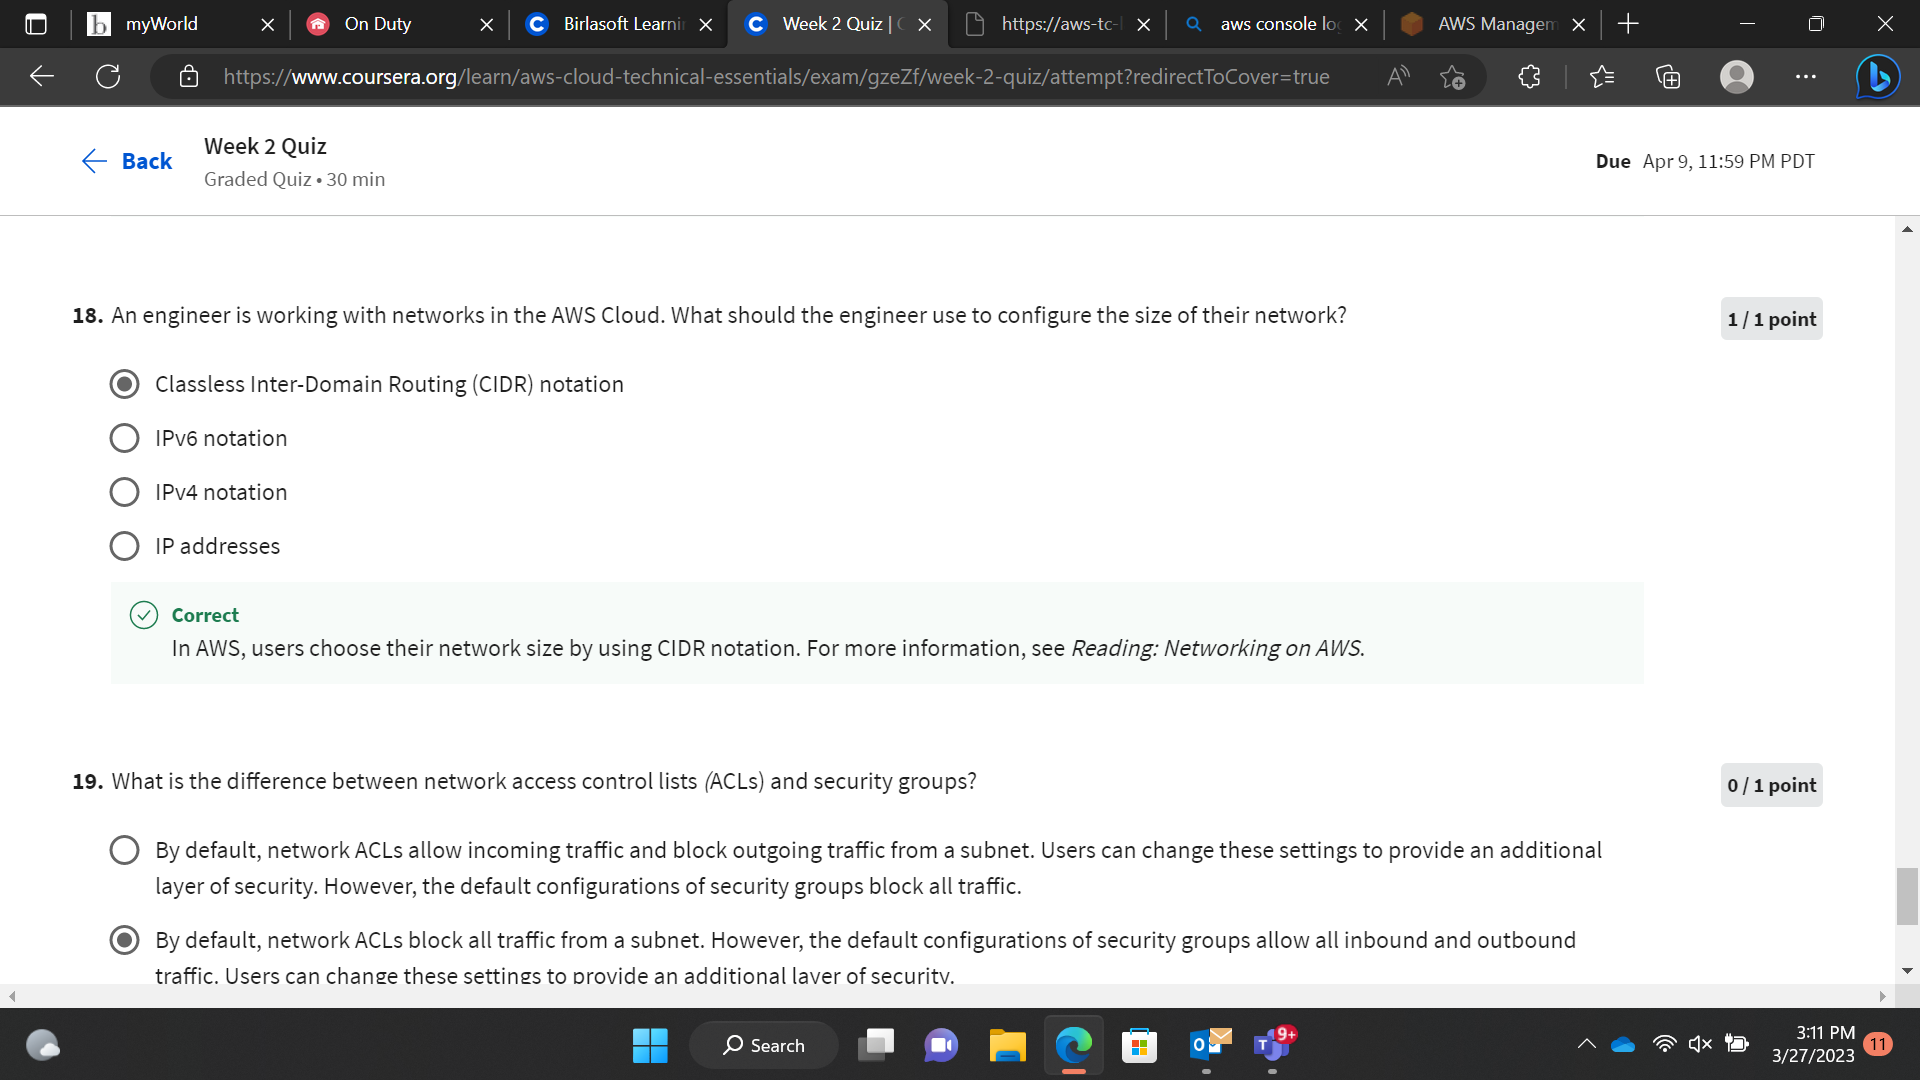 myWorld
On Duty
Birlasoft Learni
Week 2 Quiz |
https://aws-tc-
aws console lo
AWS Managem
https://www.coursera.org/learn/aws-cloud-technical-essentials/exam/gzeZf/week-2-quiz/attempt?redirectToCover=true
Back
Week 2 Quiz
Graded Quiz • 30 min
Due Apr 9, 11:59 PM PDT
18. An engineer is working with networks in the AWS Cloud. What should the engineer use to configure the size of their network?
1 / 1 point
Classless Inter-Domain Routing (CIDR) notation
IPv6 notation
IPv4 notation
IP addresses
Correct
In AWS, users choose their network size by using CIDR notation. For more information, see Reading: Networking on AWS.
19. What is the difference between network access control lists (ACLs) and security groups?
0 / 1 point
By default, network ACLs allow incoming traffic and block outgoing traffic from a subnet. Users can change these settings to provide an additional
layer of security. However, the default configurations of security groups block all traffic.
By default, network ACLs block all traffic from a subnet. However, the default configurations of security groups allow all inbound and outbound
traffic. Users can change these settings to provide an additional layer of security.
Search
9+
3:11 PM
3/27/2023
11